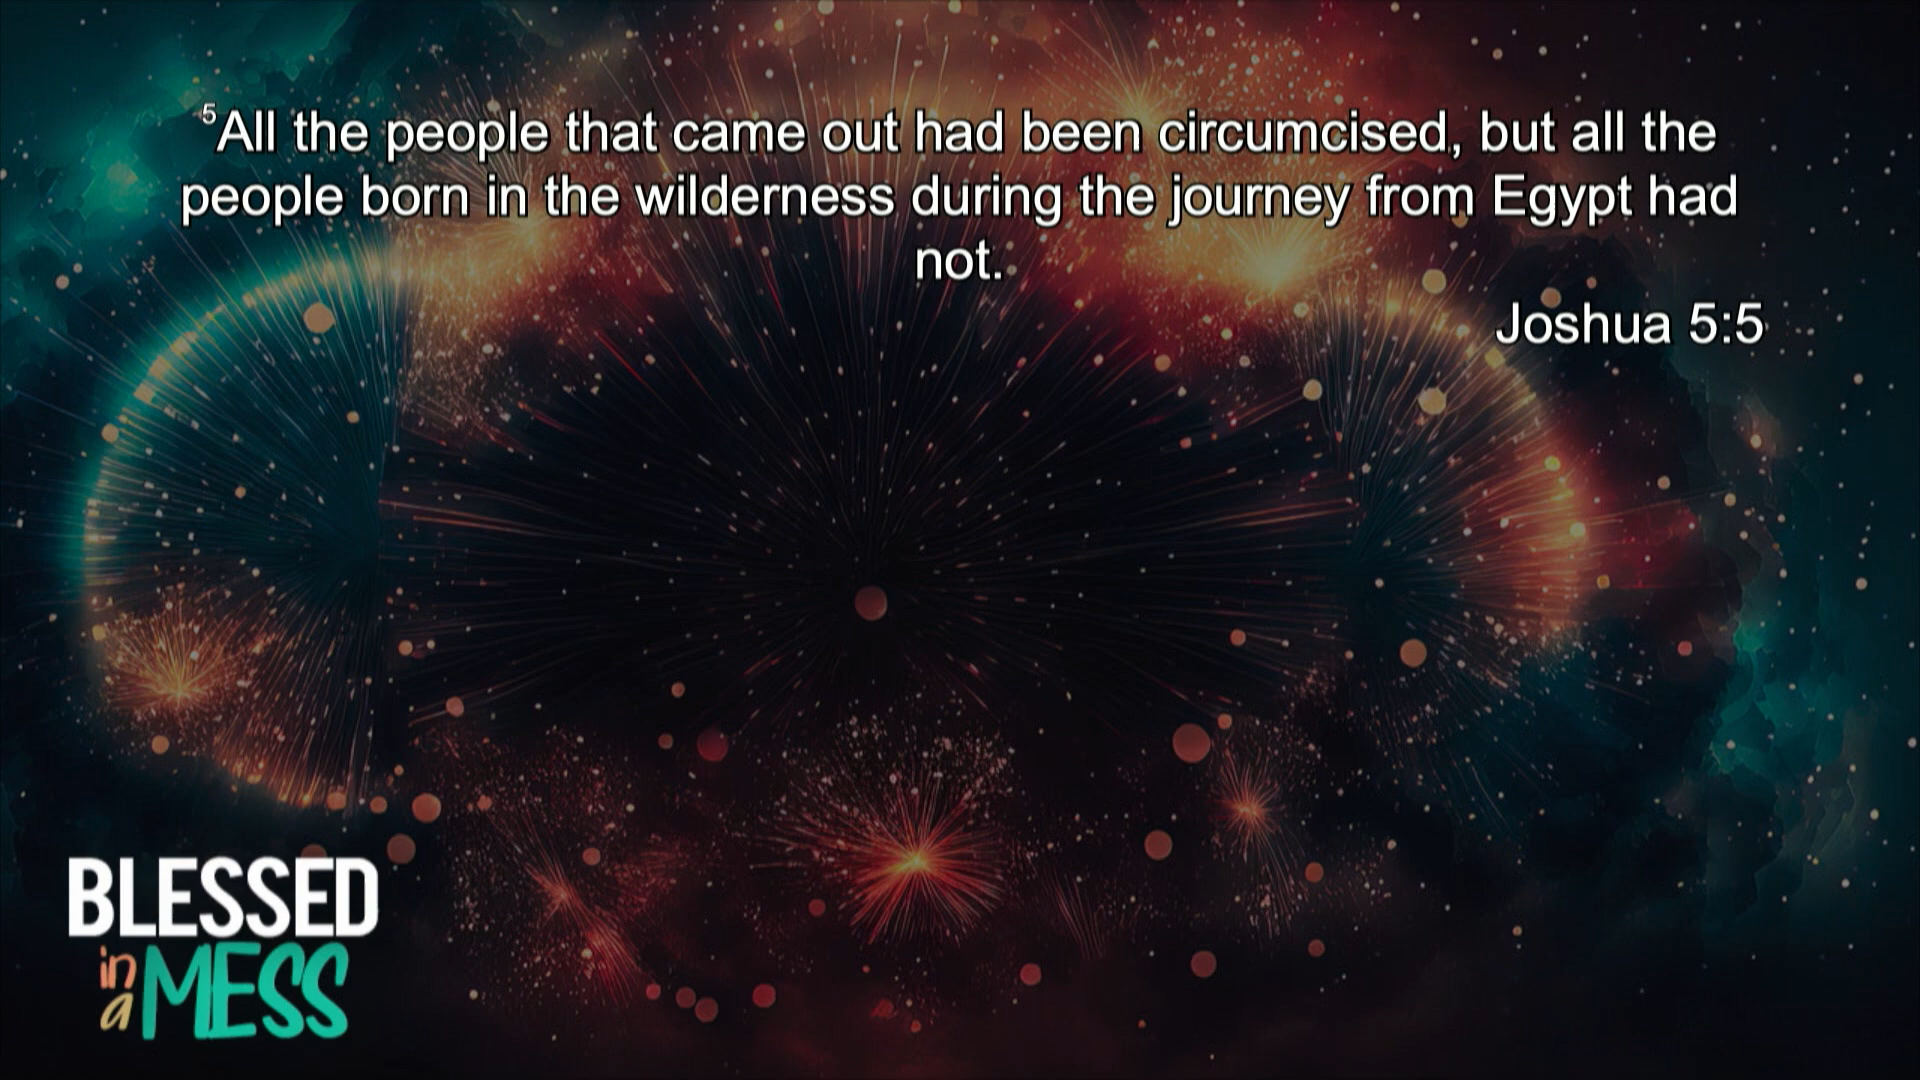 ⁵All the people that came out had been circumcised, but all the
people born in the wilderness during the journey from Egypt had
not.
Joshua 5:5
BLESSED
in a MESS